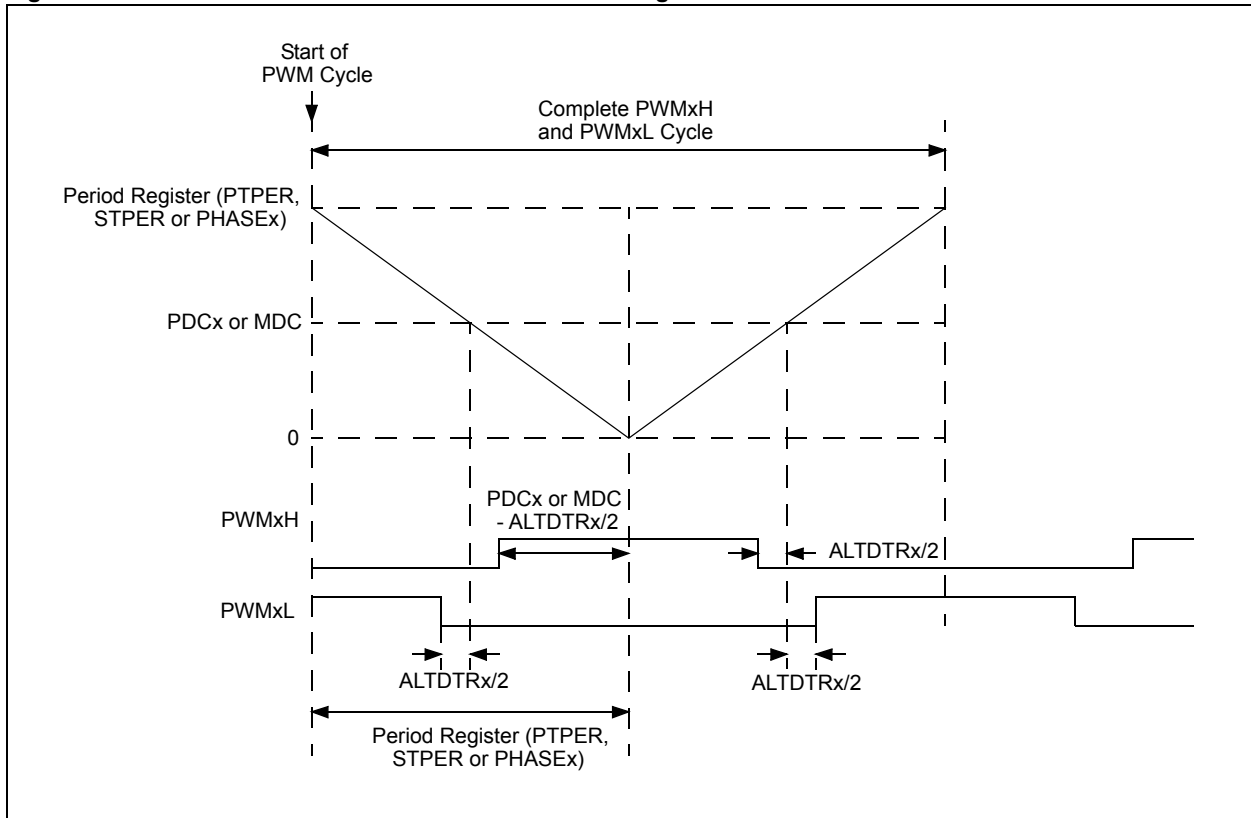 Start of
PWM Cycle
Complete PWMxH
and PWMxL Cycle
Period Register (PTPER,
STPER or PHASEx)
PDCx or MDC
0
PDCx or MDC
- ALTDTRx/2
PWMxH
ALTDTRx/2
PWMxL
ALTDTRx/2
ALTDTRx/2
Period Register (PTPER,
STPER or PHASEx)